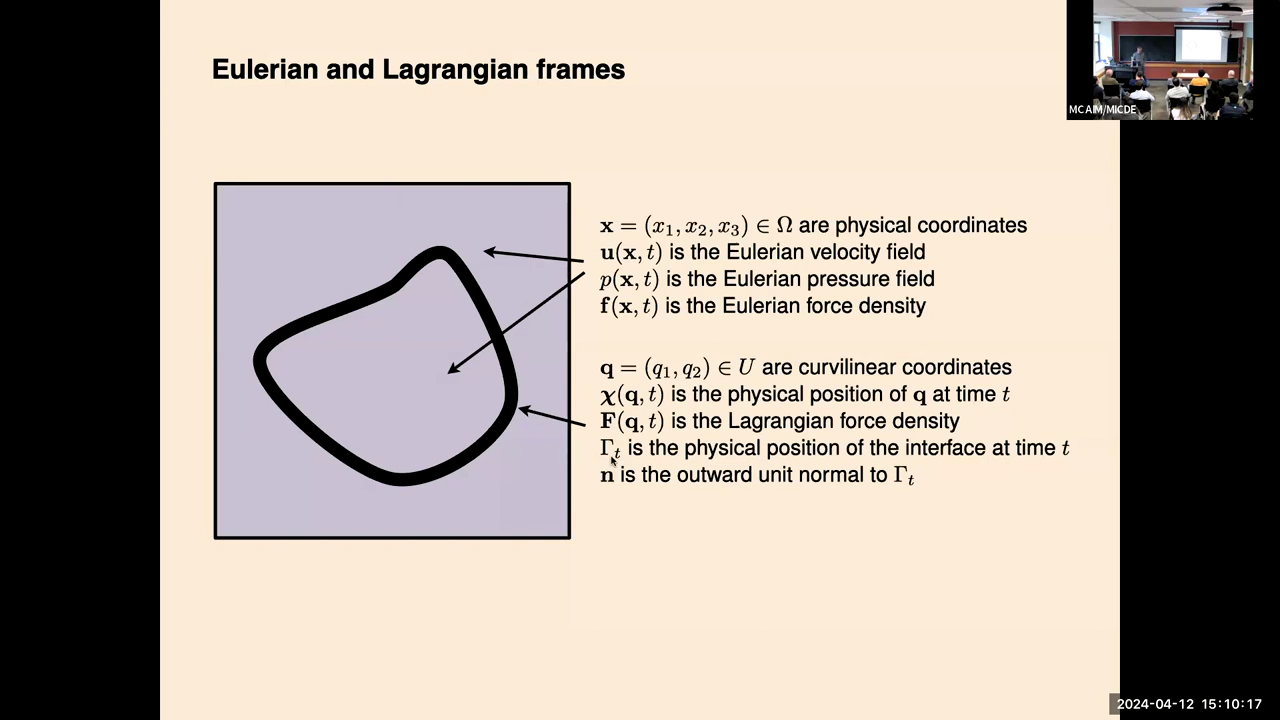 Eulerian and Lagrangian frames
MCAIM/MICDE
x = (x₁, x₂, x₃) ∈ Ω are physical coordinates
u(x, t) is the Eulerian velocity field
p(x, t) is the Eulerian pressure field
f(x, t) is the Eulerian force density
q = (q₁, q₂) ∈ U are curvilinear coordinates
χ(q, t) is the physical position of q at time t
F(q, t) is the Lagrangian force density
Γₜ is the physical position of the interface at time t
n is the outward unit normal to Γₜ
2024-04-12 15:10:17